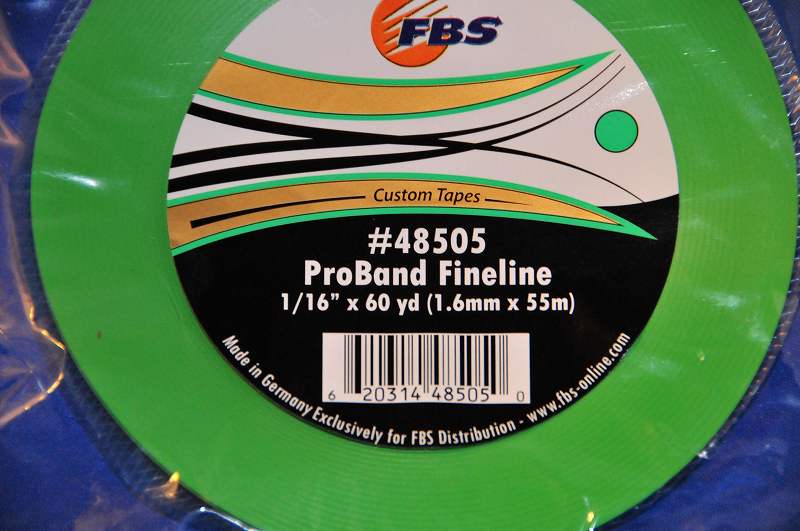 FBS
Custom Tapes
#48505
ProBand Fineline
1/16” x 60 yd (1.6mm x 55m)
6 20314 48505 0
Made in Germany Exclusively for FBS Distribution - www.fbs-online.com